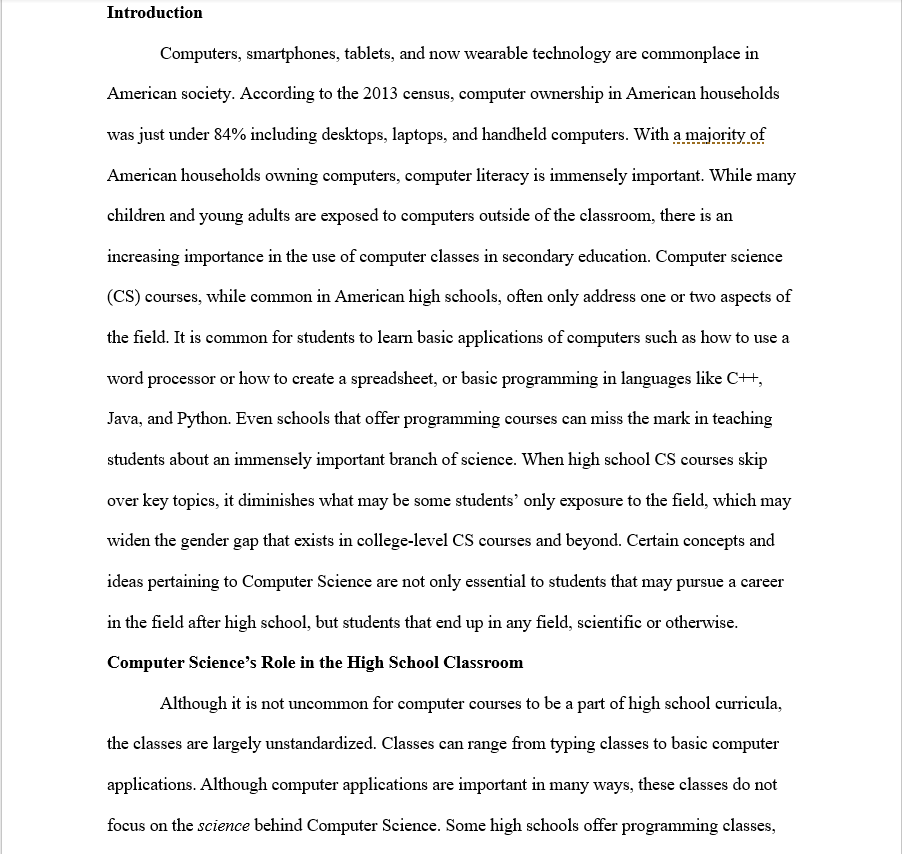 Introduction
Computers, smartphones, tablets, and now wearable technology are commonplace in
American society. According to the 2013 census, computer ownership in American households
was just under 84% including desktops, laptops, and handheld computers. With a majority of
American households owning computers, computer literacy is immensely important. While many
children and young adults are exposed to computers outside of the classroom, there is an
increasing importance in the use of computer classes in secondary education. Computer science
(CS) courses, while common in American high schools, often only address one or two aspects of
the field. It is common for students to learn basic applications of computers such as how to use a
word processor or how to create a spreadsheet, or basic programming in languages like C++,
Java, and Python. Even schools that offer programming courses can miss the mark in teaching
students about an immensely important branch of science. When high school CS courses skip
over key topics, it diminishes what may be some students’ only exposure to the field, which may
widen the gender gap that exists in college-level CS courses and beyond. Certain concepts and
ideas pertaining to Computer Science are not only essential to students that may pursue a career
in the field after high school, but students that end up in any field, scientific or otherwise.
Computer Science’s Role in the High School Classroom
Although it is not uncommon for computer courses to be a part of high school curricula,
the classes are largely unstandardized. Classes can range from typing classes to basic computer
applications. Although computer applications are important in many ways, these classes do not
focus on the science behind Computer Science. Some high schools offer programming classes,